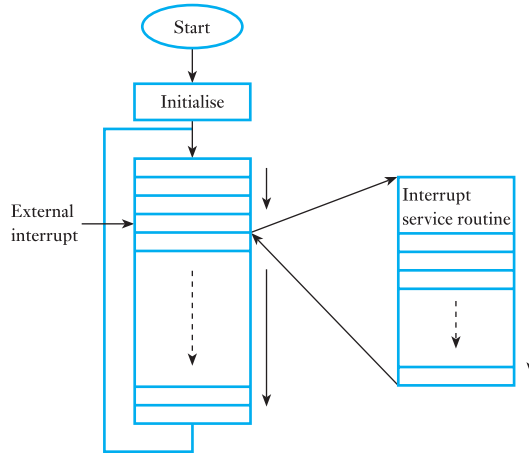 Start
Initialise
External
interrupt
Interrupt
service routine